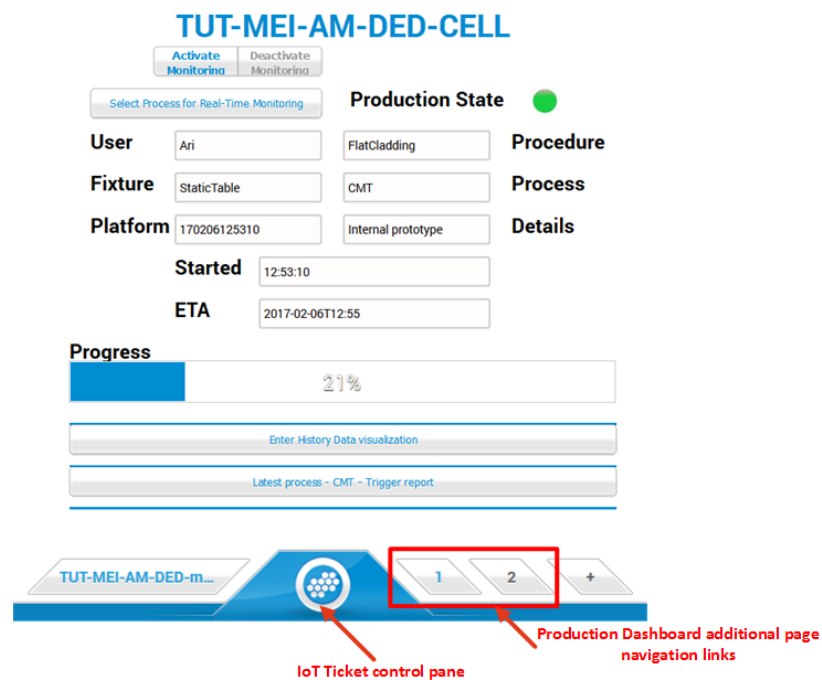 TUT-MEI-AM-DED-CELL
Activate Deactivate
Monitoring Monitoring
Select Process for Real-Time Monitoring Production State
User Ari FlatCladding Procedure
Fixture StaticTable CMT Process
Platform 170206125310 Internal prototype Details
Started 12:53:10
ETA 2017-02-06T12:55
Progress
21%
Enter History Data visualization
Latest process - CMT - Trigger report
TUT-MEI-AM-DED-m... 1 2 +
Production Dashboard additional page
navigation links
IoT Ticket control pane